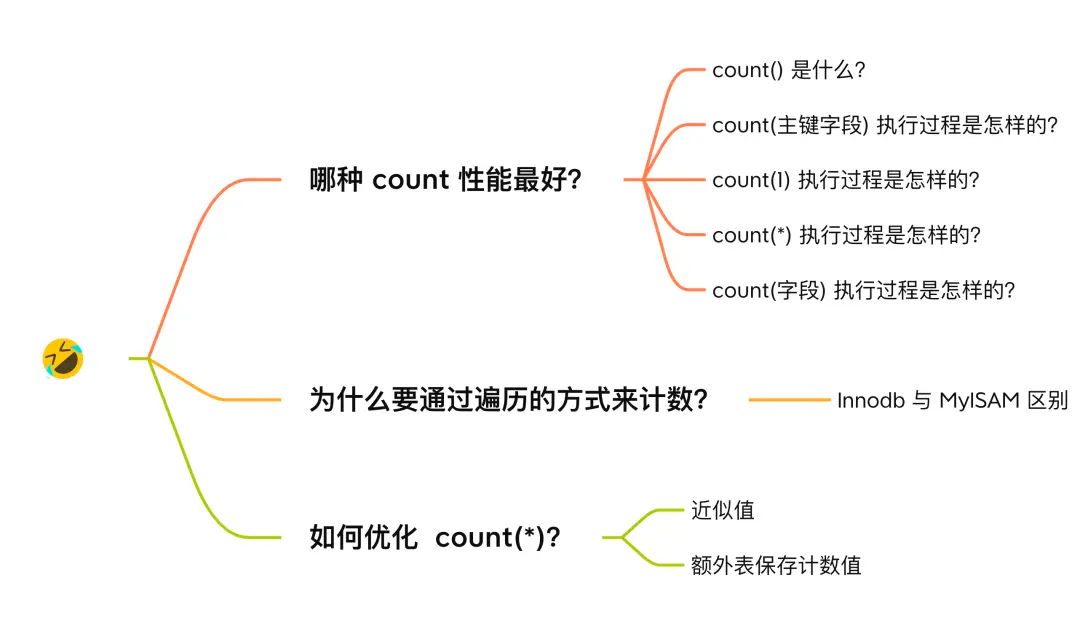 哪种 count 性能最好?
count() 是什么?
count(主键字段) 执行过程是怎样的?
count(1) 执行过程是怎样的?
count(*) 执行过程是怎样的?
count(字段) 执行过程是怎样的?
为什么要通过遍历的方式来计数?
Innodb 与 MyISAM 区别
如何优化 count(*)?
近似值
额外表保存计数值